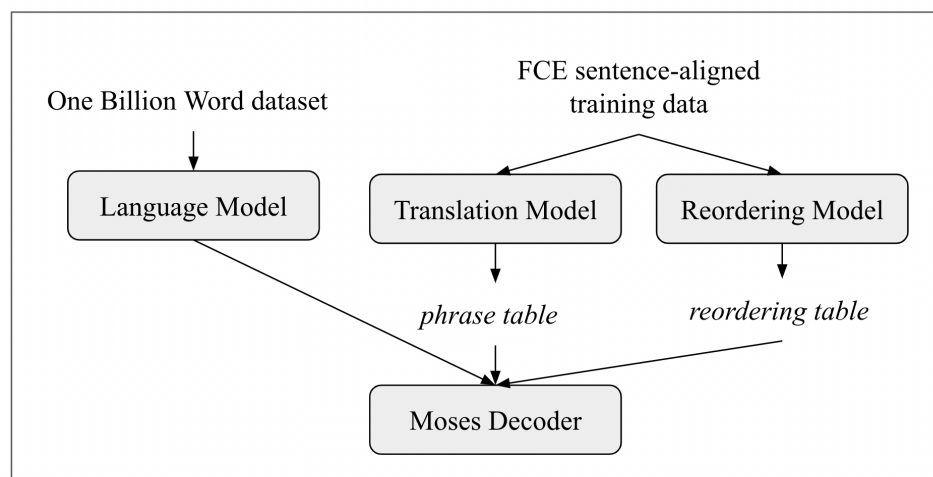 One Billion Word dataset
FCE sentence-aligned
training data
Language Model
Translation Model
Reordering Model
phrase table
reordering table
Moses Decoder